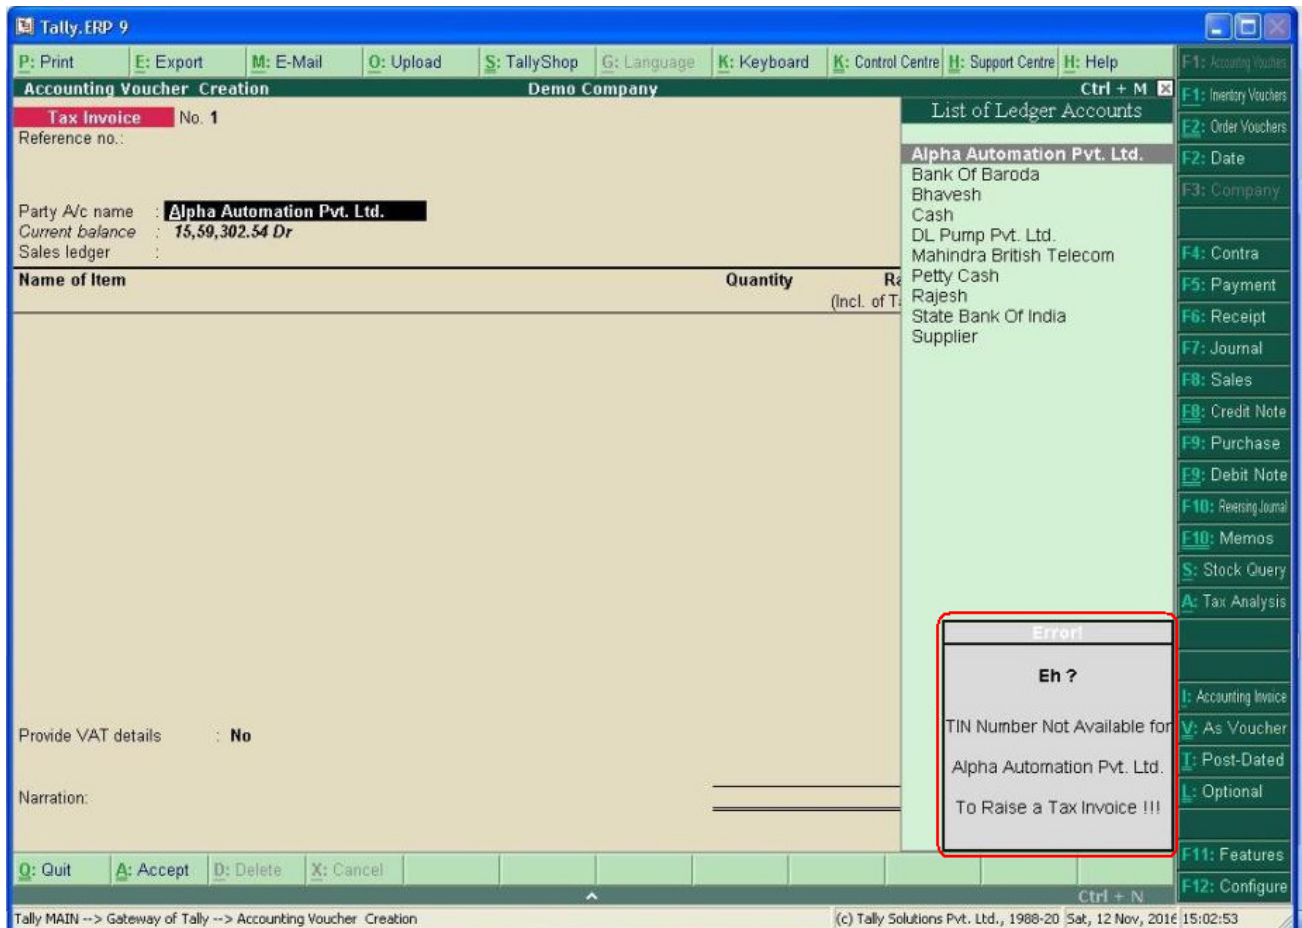 Tally.ERP 9
P: Print E: Export M: E-Mail O: Upload S: TallyShop G: Language K: Keyboard K: Control Centre H: Support Centre H: Help
F1: Accounting Vouchers
Accounting Voucher Creation Demo Company Ctrl + M
F1: Inventory Vouchers
Tax Invoice No. 1
List of Ledger Accounts
F2: Order Vouchers
Reference no.:
Alpha Automation Pvt. Ltd.
F2: Date
Bank Of Baroda
Bhavesh
F3: Company
Party A/c name : Alpha Automation Pvt. Ltd.
Cash
Current balance : 15,59,302.54 Dr
DL Pump Pvt. Ltd.
Sales ledger :
Mahindra British Telecom
F4: Contra
Name of Item Quantity Ra
Petty Cash
F5: Payment
(Incl. of Ta
Rajesh
State Bank Of India
F6: Receipt
Supplier
F7: Journal
F8: Sales
F8: Credit Note
F9: Purchase
F9: Debit Note
F10: Reversing Journal
F10: Memos
S: Stock Query
A: Tax Analysis
Error!
Eh ?
I: Accounting Invoice
TIN Number Not Available for
Provide VAT details : No
V: As Voucher
Alpha Automation Pvt. Ltd.
T: Post-Dated
Narration:
L: Optional
To Raise a Tax Invoice !!!
F11: Features
Q: Quit A: Accept D: Delete X: Cancel
F12: Configure
Ctrl + N
Tally MAIN --> Gateway of Tally --> Accounting Voucher Creation (c) Tally Solutions Pvt. Ltd., 1988-20 Sat, 12 Nov, 2016 15:02:53